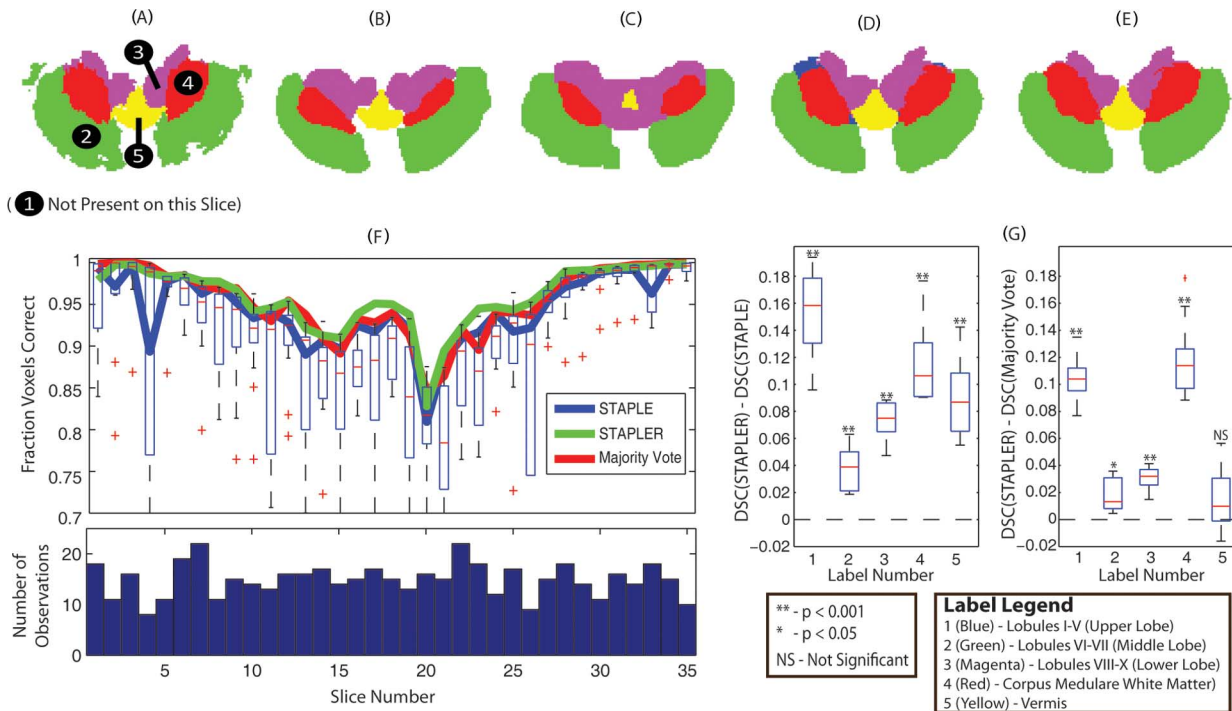 (A) (B) (C) (D) (E)
3
4
2
5
(1 Not Present on this Slice)
(F)
Fraction Voxels Correct
1
0.95
0.9
0.85
0.8
0.75
0.7
STAPLE
STAPLER
Majority Vote
Number of Observations
20
10
0
5 10 15 20 25 30 35
Slice Number
(G)
DSC(STAPLER) - DSC(STAPLE)
0.18
0.16
0.14
0.12
0.1
0.08
0.06
0.04
0.02
0
−0.02
** ** ** ** **
1 2 3 4 5
Label Number
DSC(STAPLER) - DSC(Majority Vote)
0.18
0.16
0.14
0.12
0.1
0.08
0.06
0.04
0.02
0
−0.02
** * ** ** NS
1 2 3 4 5
Label Number
** - p < 0.001
* - p < 0.05
NS - Not Significant
Label Legend
1 (Blue) - Lobules I-V (Upper Lobe)
2 (Green) - Lobules VI-VII (Middle Lobe)
3 (Magenta) - Lobules VIII-X (Lower Lobe)
4 (Red) - Corpus Medulare White Matter)
5 (Yellow) - Vermis